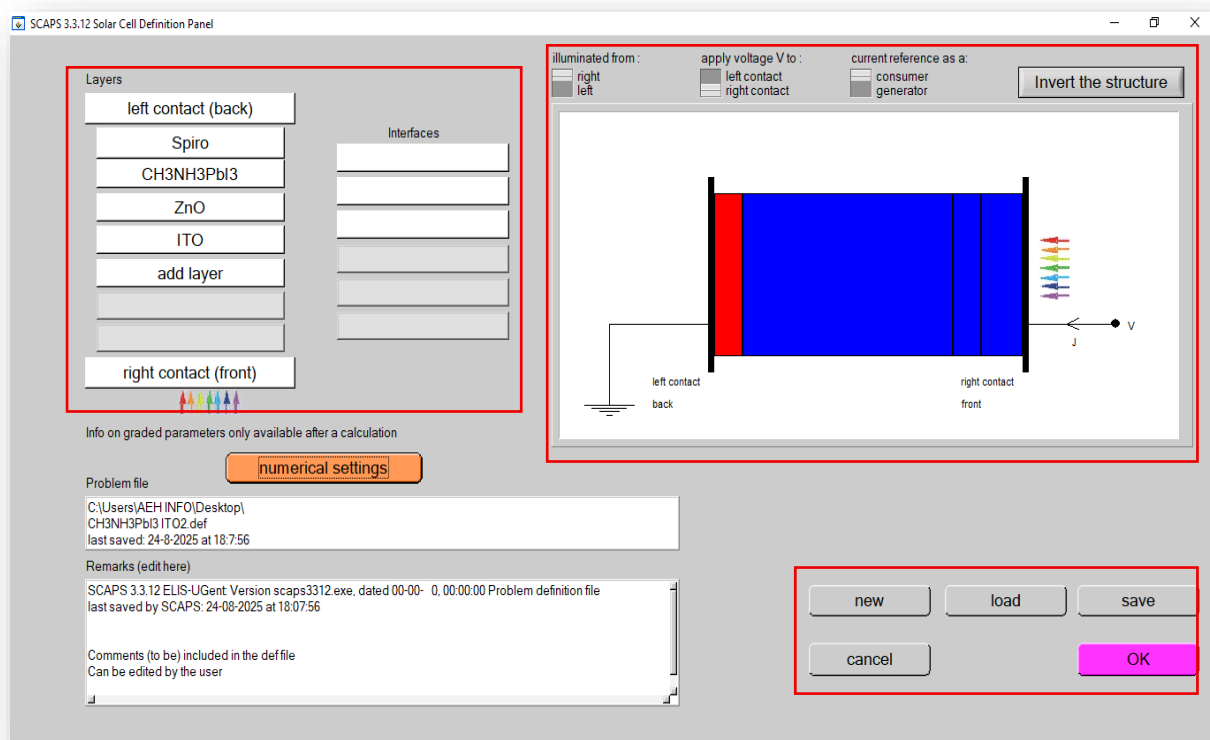 SCAPS 3.3.12 Solar Cell Definition Panel
Layers
left contact (back)
Spiro
CH3NH3PbI3
ZnO
ITO
add layer
right contact (front)
Interfaces
illuminated from :
right
left
apply voltage V to :
left contact
right contact
current reference as a:
consumer
generator
Invert the structure
left contact
back
right contact
front
J
V
Info on graded parameters only available after a calculation
numerical settings
Problem file
C:\Users\AEH INFO\Desktop\
CH3NH3PbI3 ITO2.def
last saved: 24-8-2025 at 18:7:56
Remarks (edit here)
SCAPS 3.3.12 ELIS-UGent: Version scaps3312.exe, dated 00-00- 0, 00:00:00 Problem definition file
last saved by SCAPS: 24-08-2025 at 18:07:56
Comments (to be) included in the def file
Can be edited by the user
new
load
save
cancel
OK